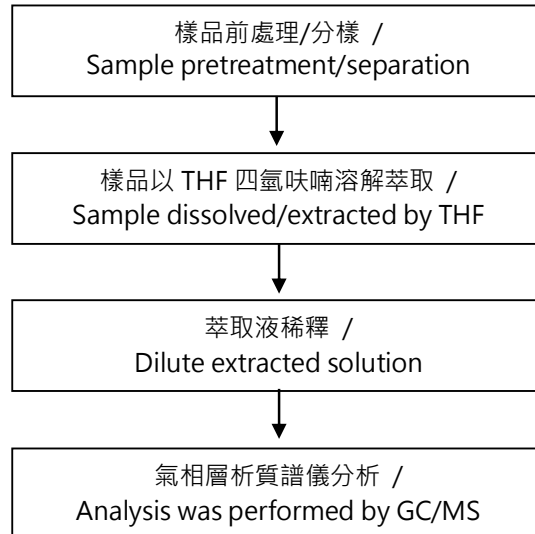 樣品前處理/分樣 /
Sample pretreatment/separation
樣品以 THF 四氫呋喃溶解萃取 /
Sample dissolved/extracted by THF
萃取液稀釋 /
Dilute extracted solution
氣相層析質譜儀分析 /
Analysis was performed by GC/MS